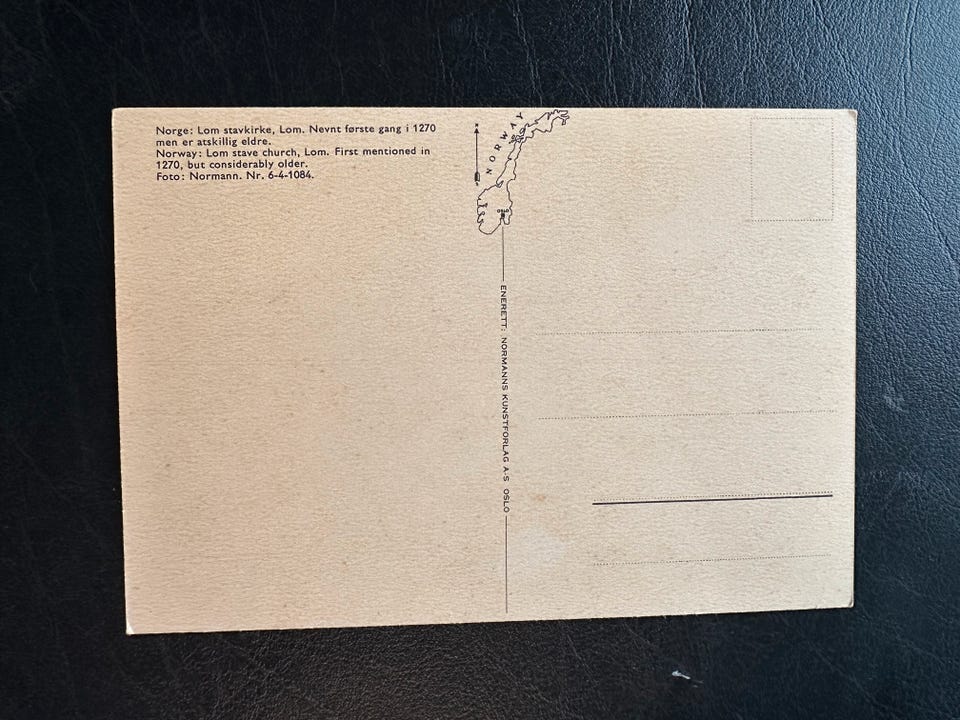 Norge: Lom stavkirke, Lom. Nevnt første gang i 1270
men er atskillig eldre.
Norway: Lom stave church, Lom. First mentioned in
1270, but considerably older.
Foto: Normann. Nr. 6-4-1084.
NORWAY
OSLO
ENERETT: NORMANNS KUNSTFORLAG A·S OSLO